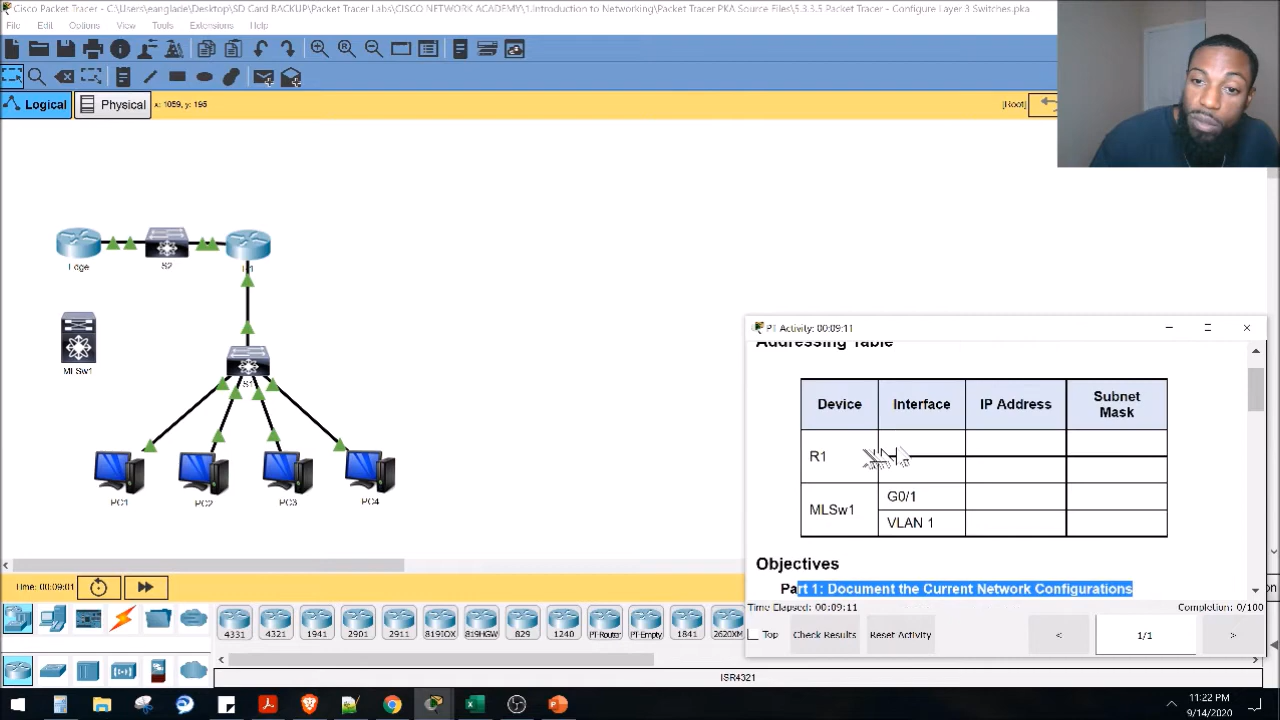 Cisco Packet Tracer - C:\Users\eanglade\Desktop\SD Card BACKUP\Packet Tracer Labs\CISCO NETWORK ACADEMY\1.Introduction to Networking\Packet Tracer PKA Source Files\5.3.3.5 Packet Tracer - Configure Layer 3 Switches.pka
File Edit Options View Tools Extensions Help
Logical Physical x: 1059, y: 195 [Root]
Edge S2 R1
MLSw1
S1
PC1 PC2 PC3 PC4
PT Activity: 00:09:11
Addressing Table
Device Interface IP Address Subnet Mask
R1
MLSw1 G0/1
VLAN 1
Objectives
Part 1: Document the Current Network Configurations
Time Elapsed: 00:09:11 Completion: 0/100
Top Check Results Reset Activity < 1/1 >
Time: 00:09:01
4331 4321 1941 2901 2911 819IOX 819HGW 829 1240 PT-Router PT-Empty 1841 2620XM
ISR4321
11:22 PM
9/14/2020